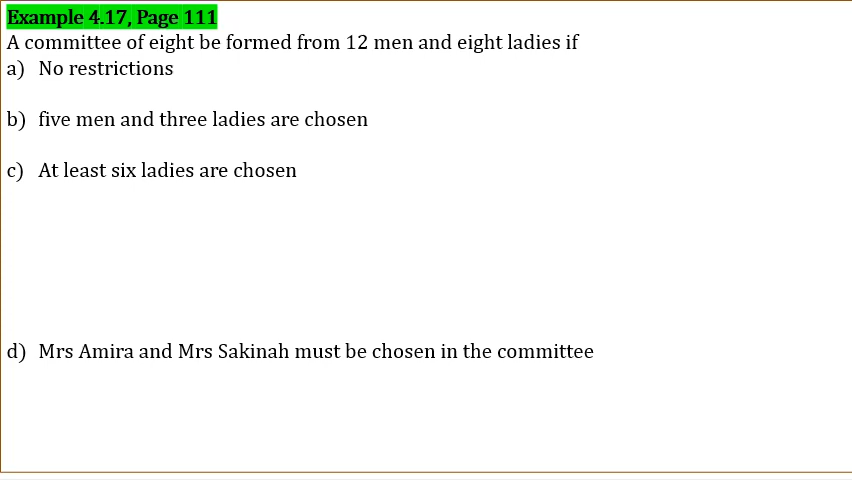 Example 4.17, Page 111
A committee of eight be formed from 12 men and eight ladies if
a) No restrictions
b) five men and three ladies are chosen
c) At least six ladies are chosen
d) Mrs Amira and Mrs Sakinah must be chosen in the committee